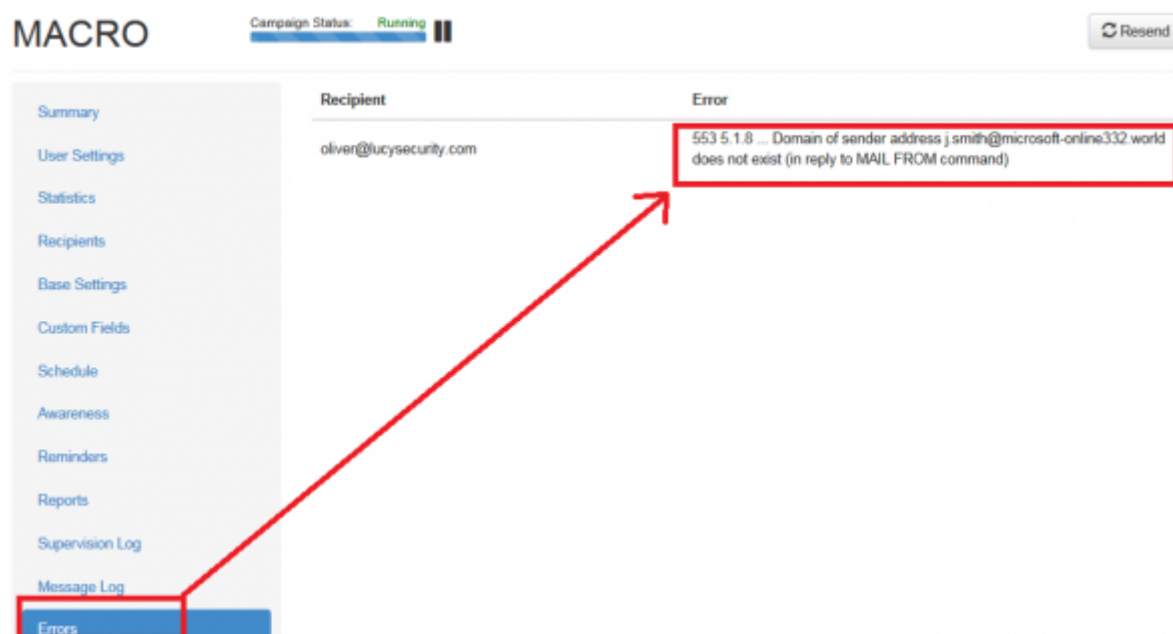 MACRO
Campaign Status: Running
Resend
Summary
User Settings
Statistics
Recipients
Base Settings
Custom Fields
Schedule
Awareness
Reminders
Reports
Supervision Log
Message Log
Errors
Recipient Error
oliver@lucysecurity.com
553 5.1.8 ... Domain of sender address j.smith@microsoft-online332.world
does not exist (in reply to MAIL FROM command)